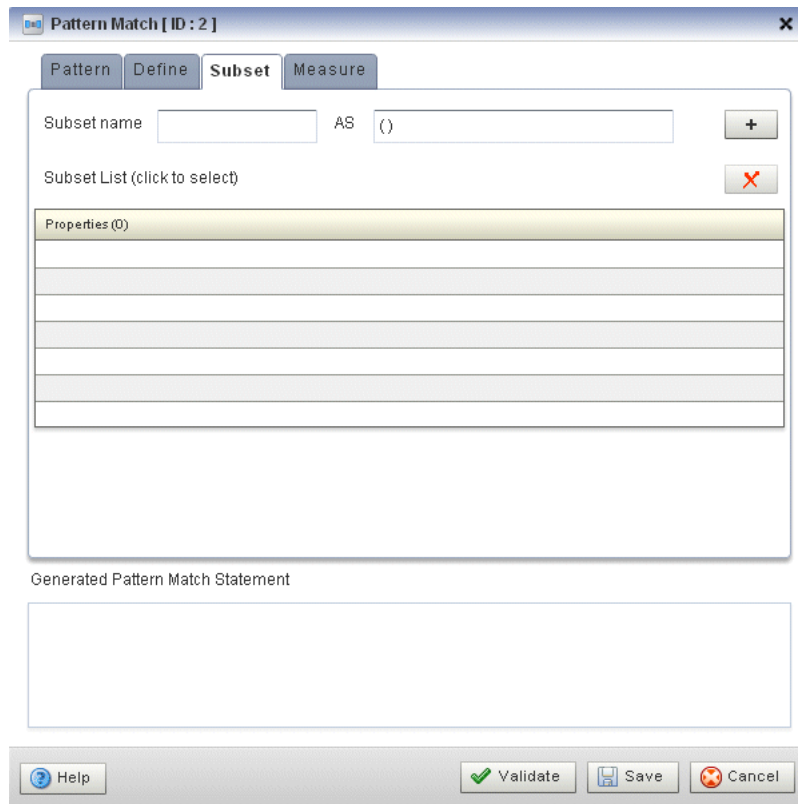 Pattern Match [ ID : 2 ]
Pattern Define Subset Measure
Subset name AS ()
+
Subset List (click to select)
Properties (0)
Generated Pattern Match Statement
Help Validate Save Cancel